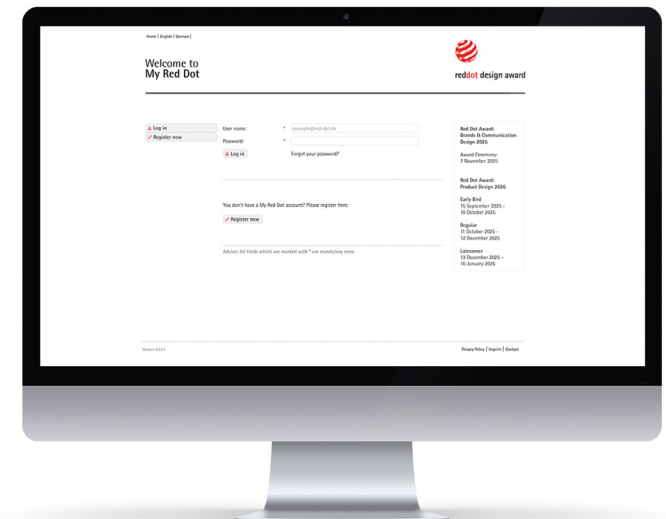 Home | English | German |
Welcome to
My Red Dot
reddot design award
Log in
Register now
User name: * example@red-dot.de
Password: *
Log in
Forgot your password?
You don't have a My Red Dot account? Please register here:
Register now
Advice: All fields which are marked with * are mandatory ones.
Red Dot Award:
Brands & Communication
Design 2025
Award Ceremony:
7 November 2025
Red Dot Award:
Product Design 2026
Early Bird
15 September 2025 -
10 October 2025
Regular
11 October 2025 -
12 December 2025
Latecomer
13 December 2025 -
16 January 2026
Privacy Policy | Imprint | Contact